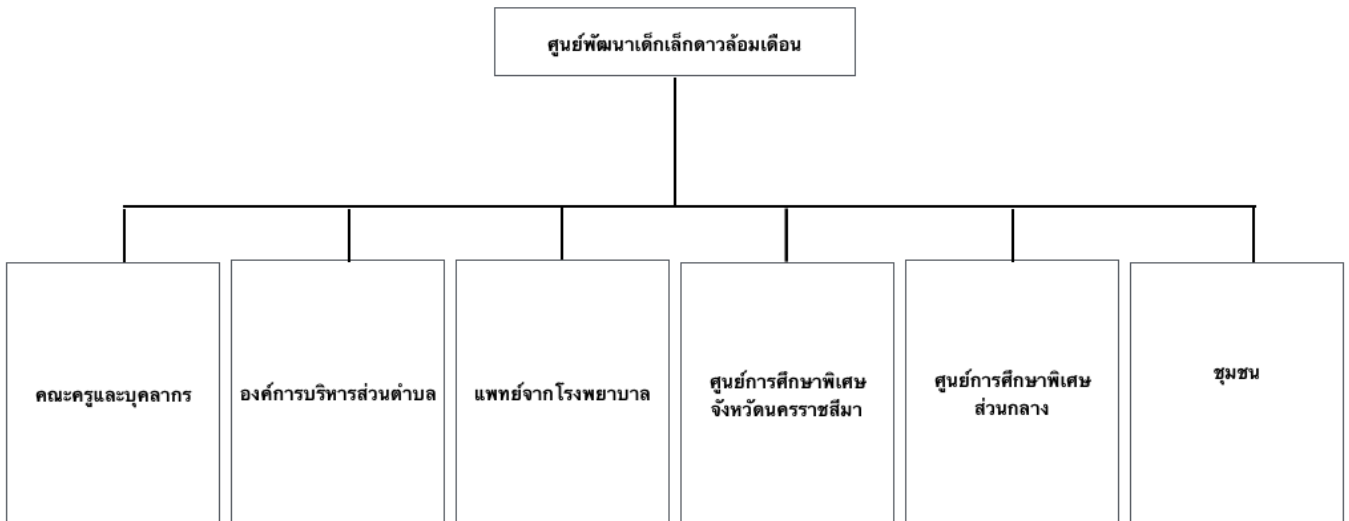 ศูนย์พัฒนาเด็กเล็กดาวล้อมเดือน
คณะครูและบุคลากร
องค์การบริหารส่วนตำบล
แพทย์จากโรงพยาบาล
ศูนย์การศึกษาพิเศษ
จังหวัดนครราชสีมา
ศูนย์การศึกษาพิเศษ
ส่วนกลาง
ชุมชน